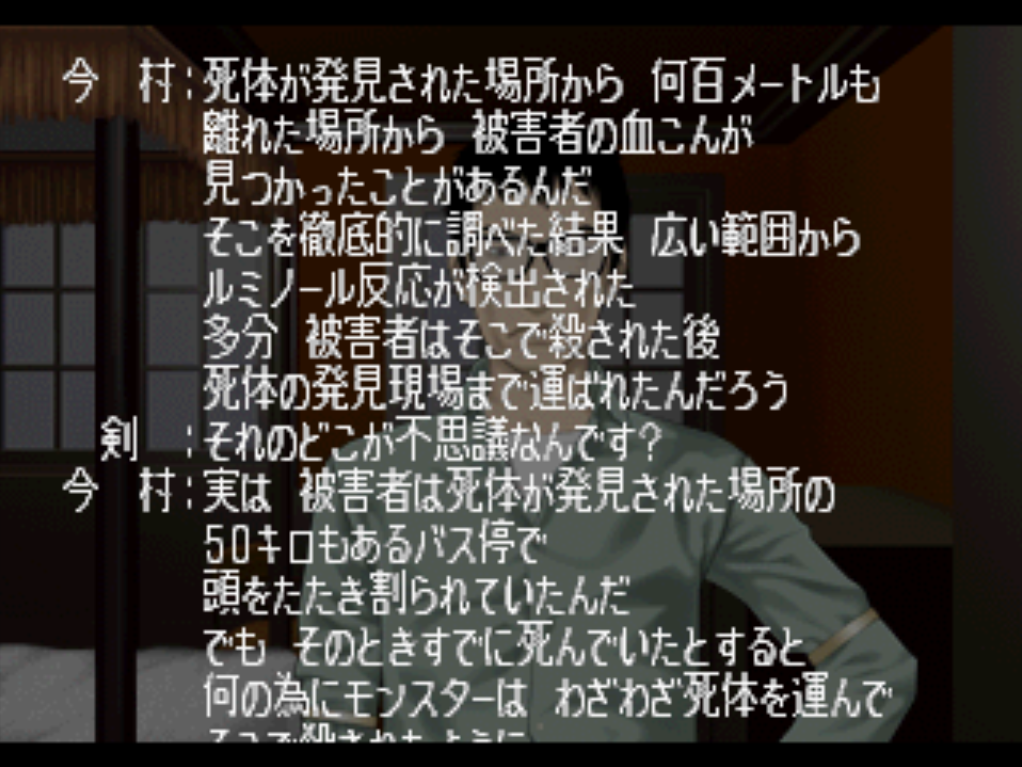 今　村：死体が発見された場所から　何百メートルも
離れた場所から　被害者の血こんが
見つかったことがあるんだ
そこを徹底的に調べた結果　広い範囲から
ルミノール反応が検出された
多分　被害者はそこで殺された後
死体の発見現場まで運ばれたんだろう
剣　：それのどこが不思議なんです？
今　村：実は　被害者は死体が発見された場所の
50キロもあるバス停で
頭をたたき割られていたんだ
でも　そのときすでに死んでいたとすると
何の為にモンスターは　わざわざ死体を運んで
そこで殺されたように